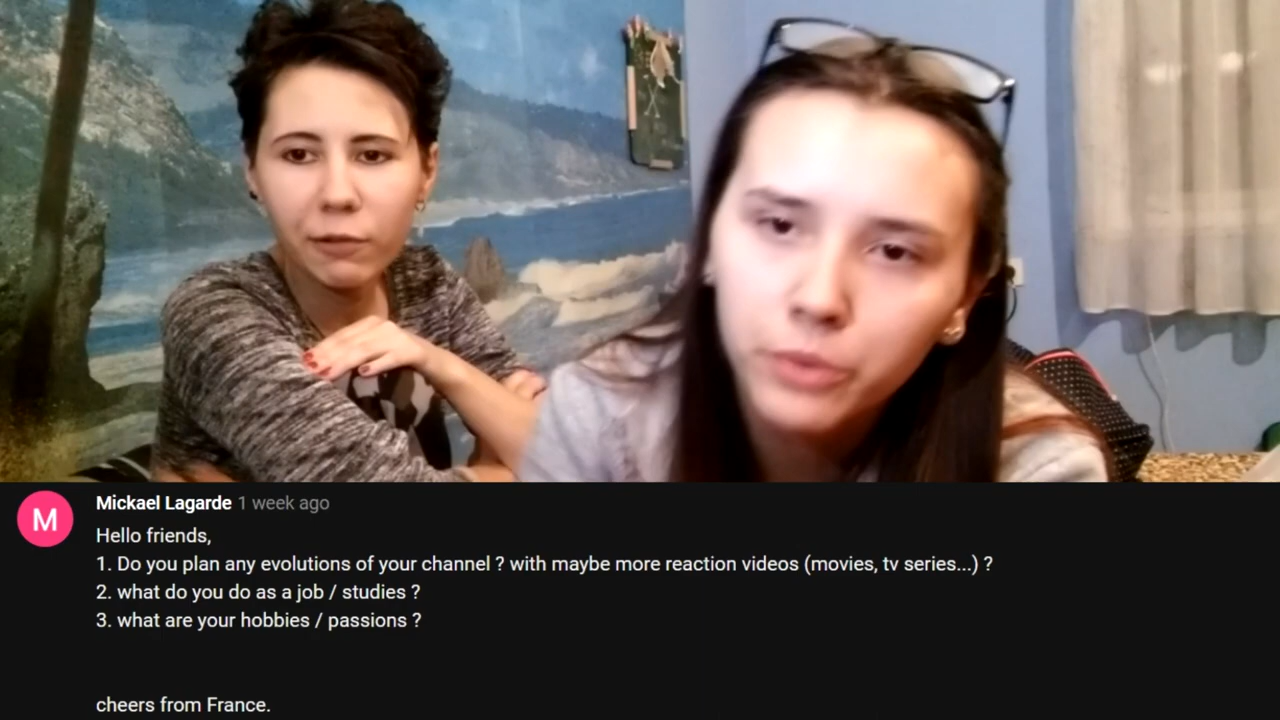 M
Mickael Lagarde 1 week ago
Hello friends,
1. Do you plan any evolutions of your channel ? with maybe more reaction videos (movies, tv series...) ?
2. what do you do as a job / studies ?
3. what are your hobbies / passions ?
cheers from France.